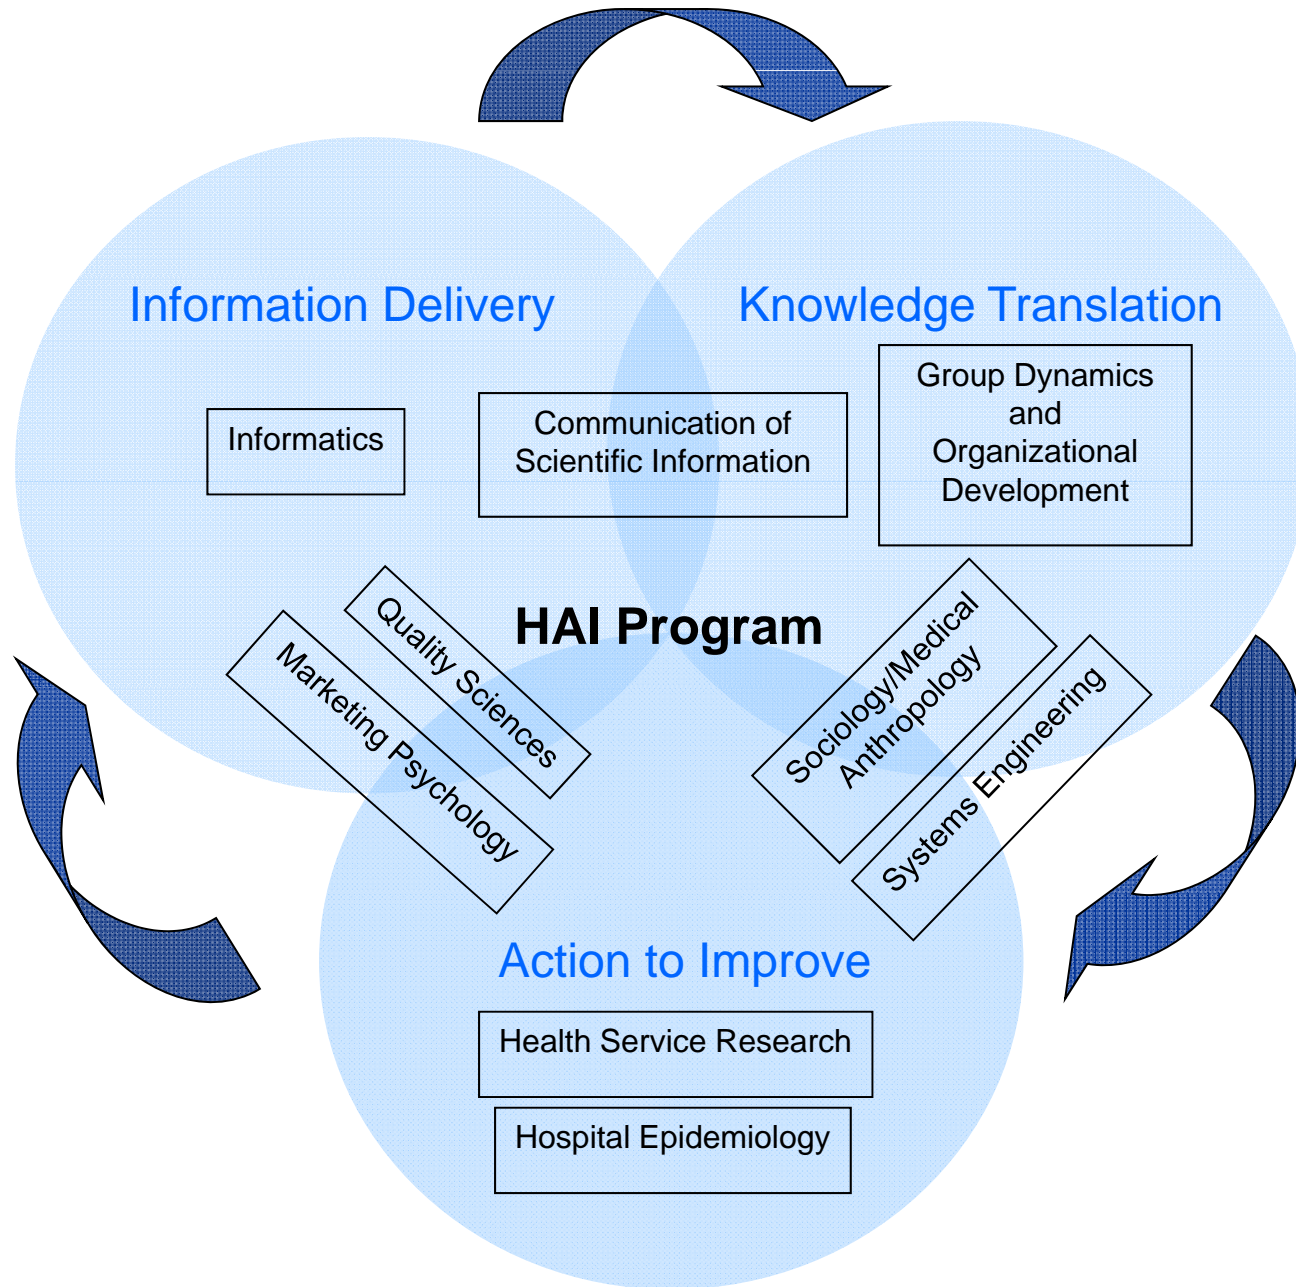 Information Delivery
Knowledge Translation
Informatics
Communication of
Scientific Information
Group Dynamics
and
Organizational
Development
HAI Program
Quality Sciences
Marketing Psychology
Sociology/Medical
Anthropology
Systems Engineering
Action to Improve
Health Service Research
Hospital Epidemiology